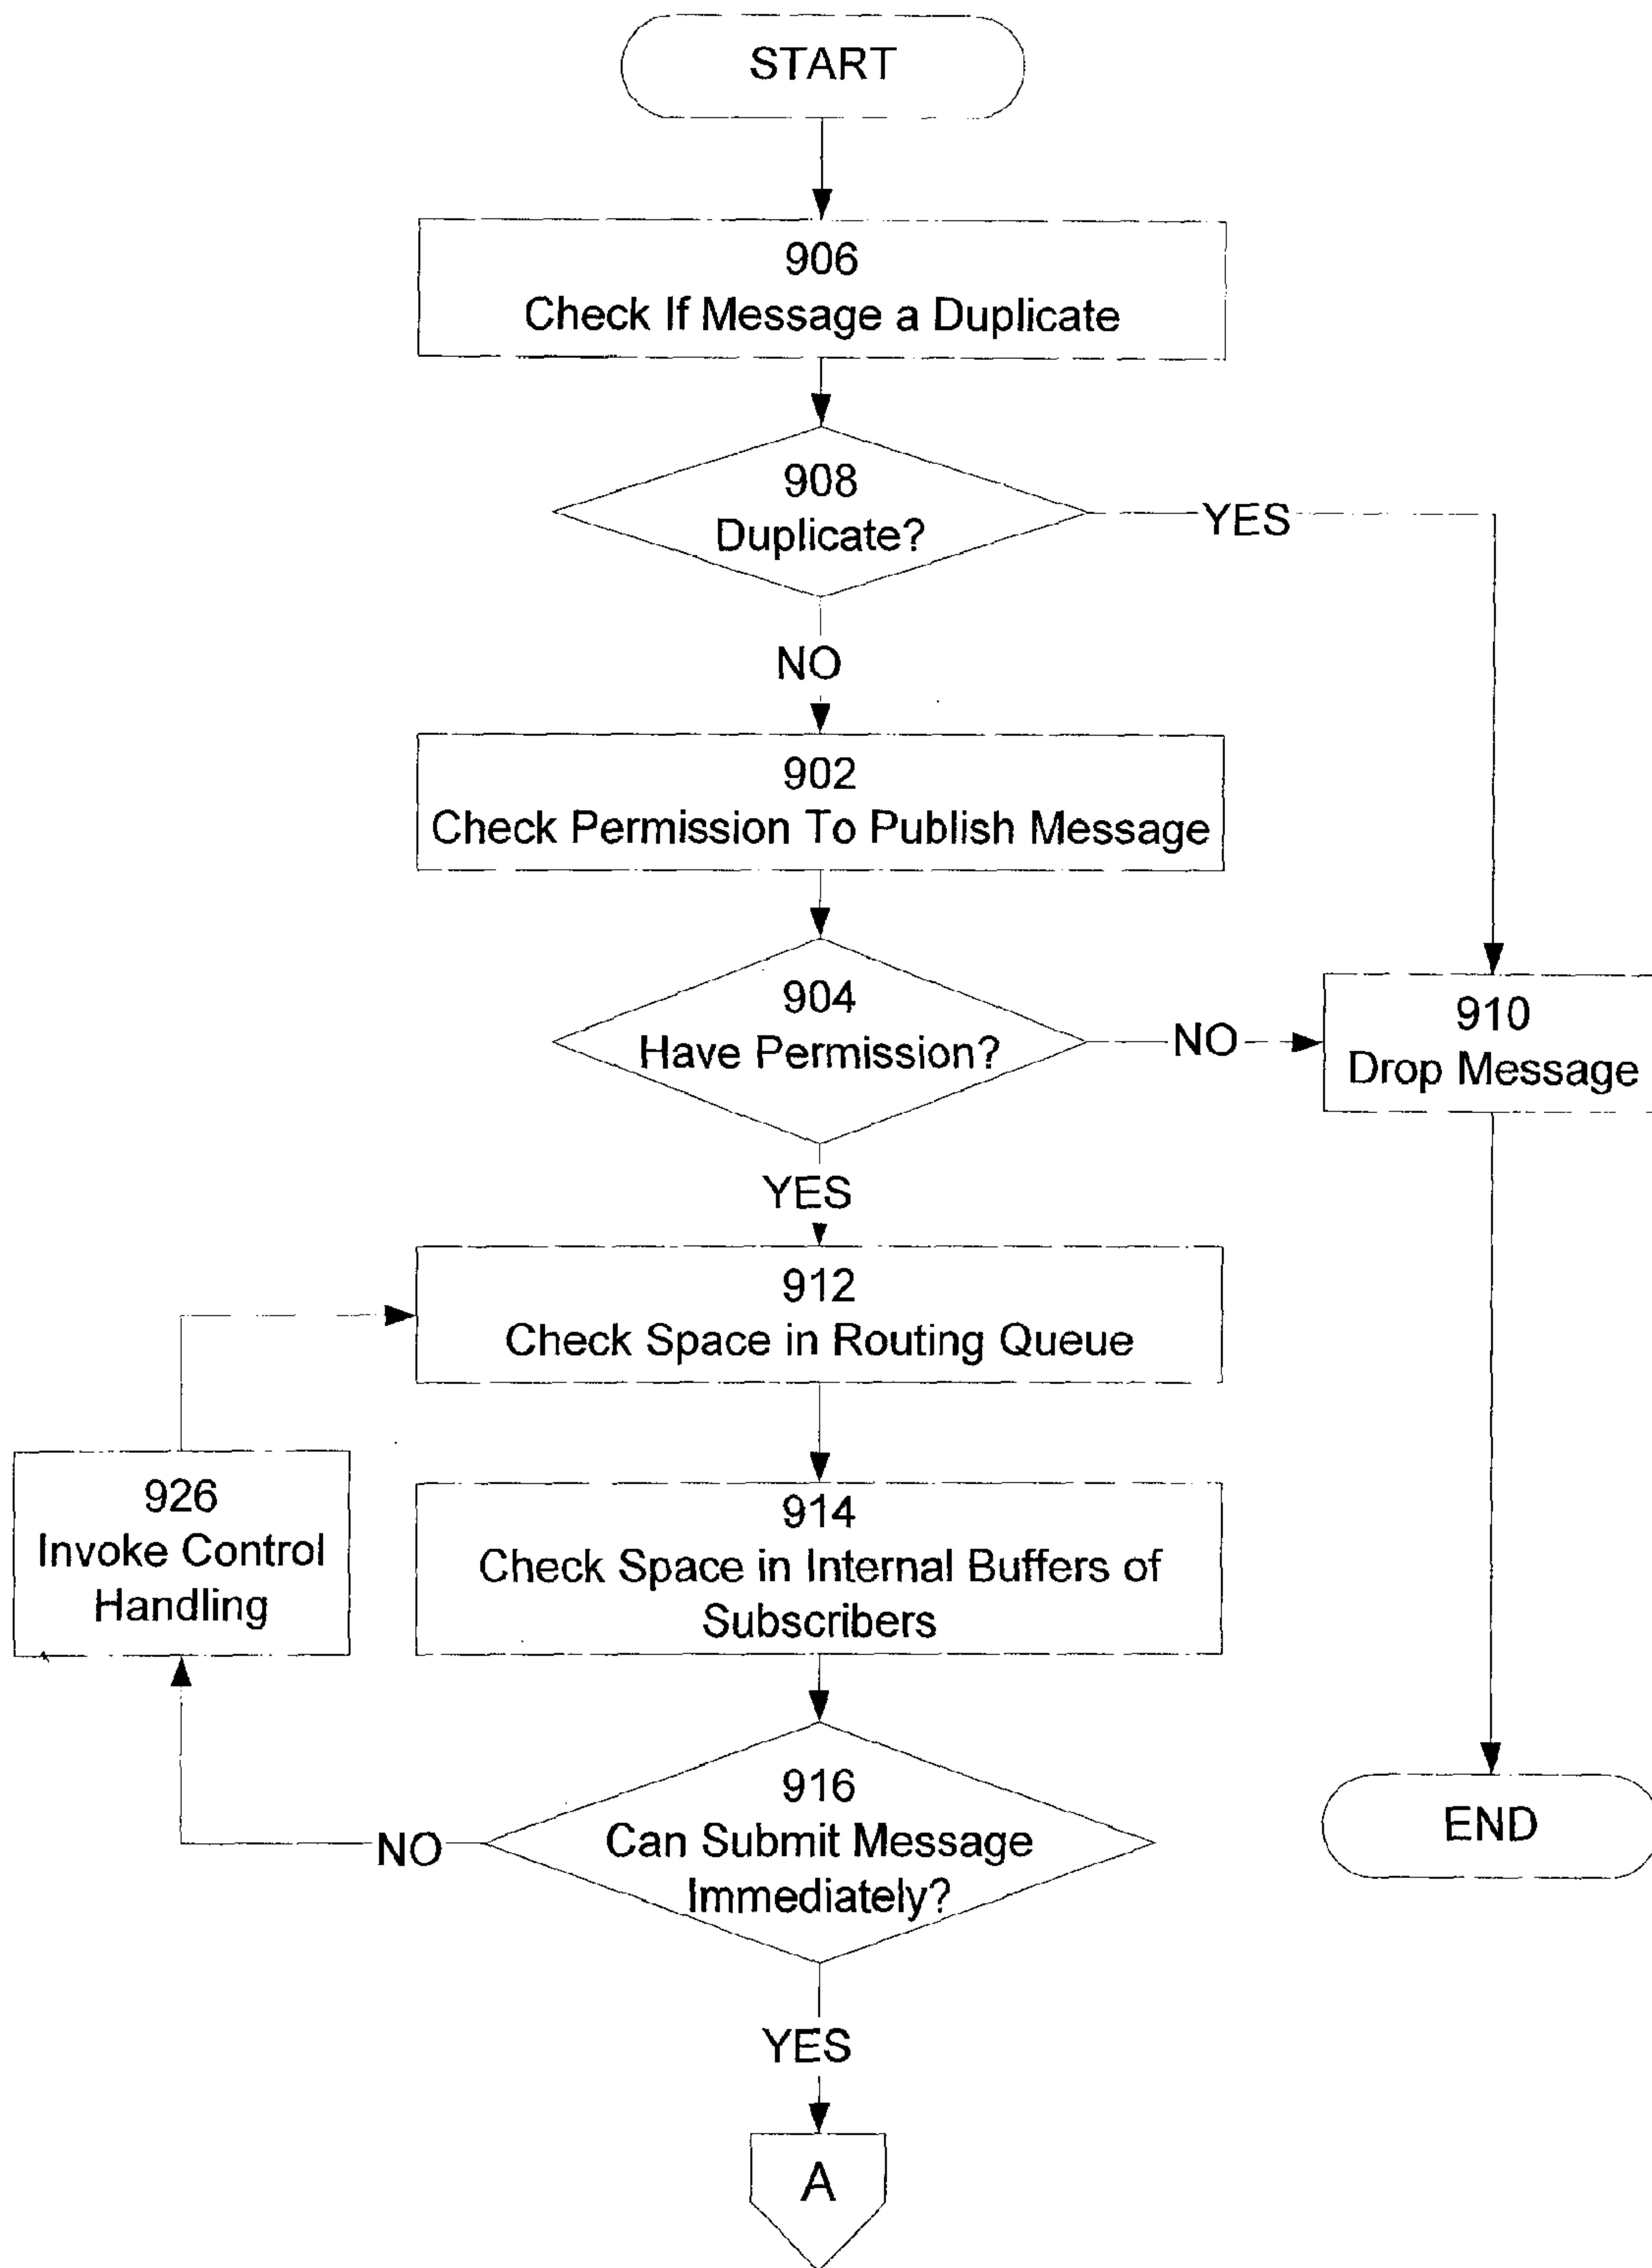 START
906
Check If Message a Duplicate
908
Duplicate?
YES
NO
902
Check Permission To Publish Message
904
Have Permission?
NO
910
Drop Message
YES
912
Check Space in Routing Queue
926
Invoke Control
Handling
914
Check Space in Internal Buffers of
Subscribers
916
Can Submit Message
Immediately?
NO
END
YES
A